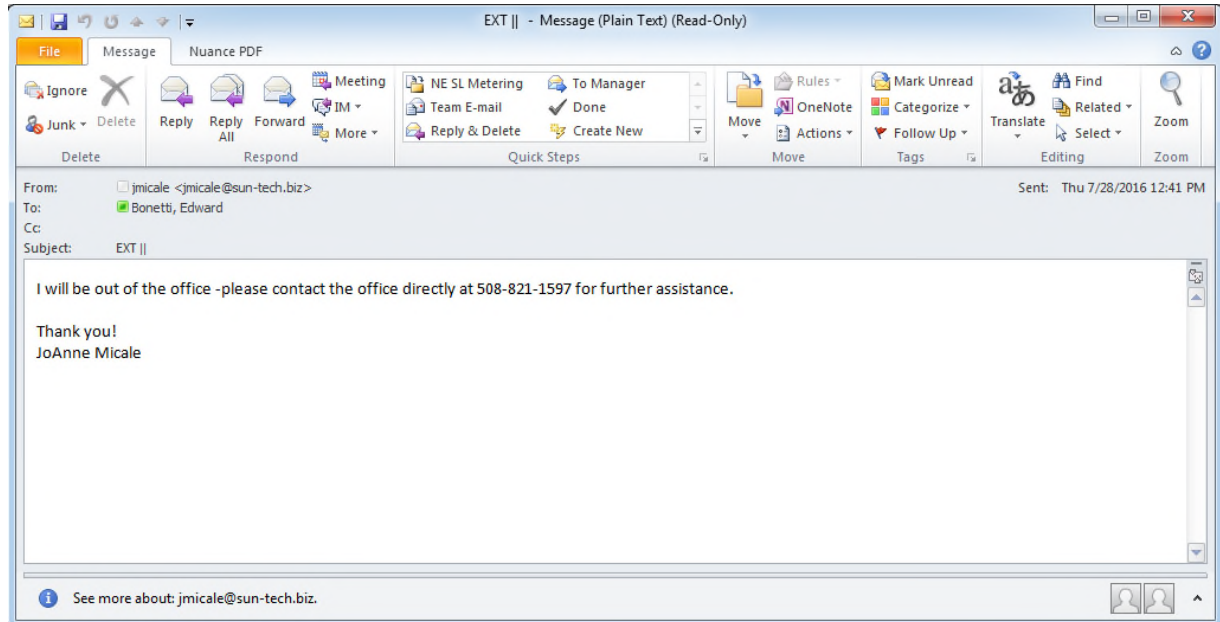 EXT || - Message (Plain Text) (Read-Only)
File Message Nuance PDF
Ignore
Junk
Delete
Delete
Reply
Reply All
Forward
Meeting
IM
More
Respond
NE SL Metering
To Manager
Team E-mail
Done
Reply & Delete
Create New
Quick Steps
Move
Rules
OneNote
Actions
Move
Mark Unread
Categorize
Follow Up
Tags
Translate
Find
Related
Select
Editing
Zoom
Zoom
From: jmicale <jmicale@sun-tech.biz>
Sent: Thu 7/28/2016 12:41 PM
To: Bonetti, Edward
Cc:
Subject: EXT ||
I will be out of the office -please contact the office directly at 508-821-1597 for further assistance.
Thank you!
JoAnne Micale
See more about: jmicale@sun-tech.biz.